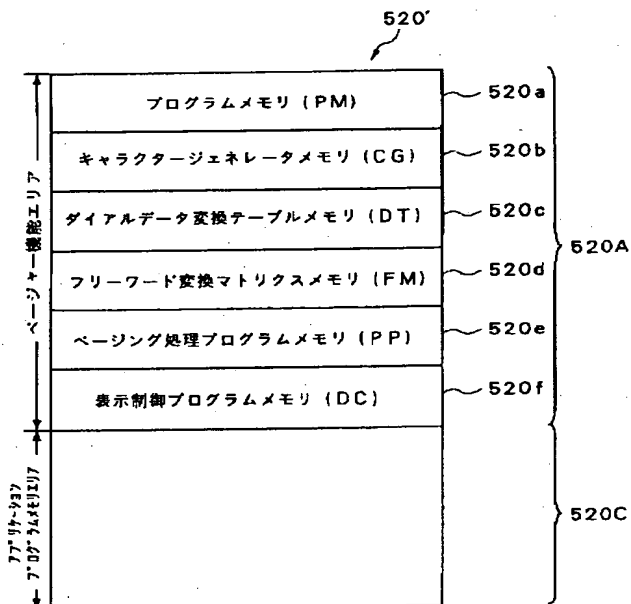 520'
プログラムメモリ (PM)
520a
キャラクタージェネレータメモリ (CG)
520b
ダイアルデータ変換テーブルメモリ (DT)
520c
フリーワード変換マトリクスメモリ (FM)
520d
ページング処理プログラムメモリ (PP)
520e
表示制御プログラムメモリ (DC)
520f
ページャー機能エリア
520A
アプリケーション
プログラムメモリエリア
520C